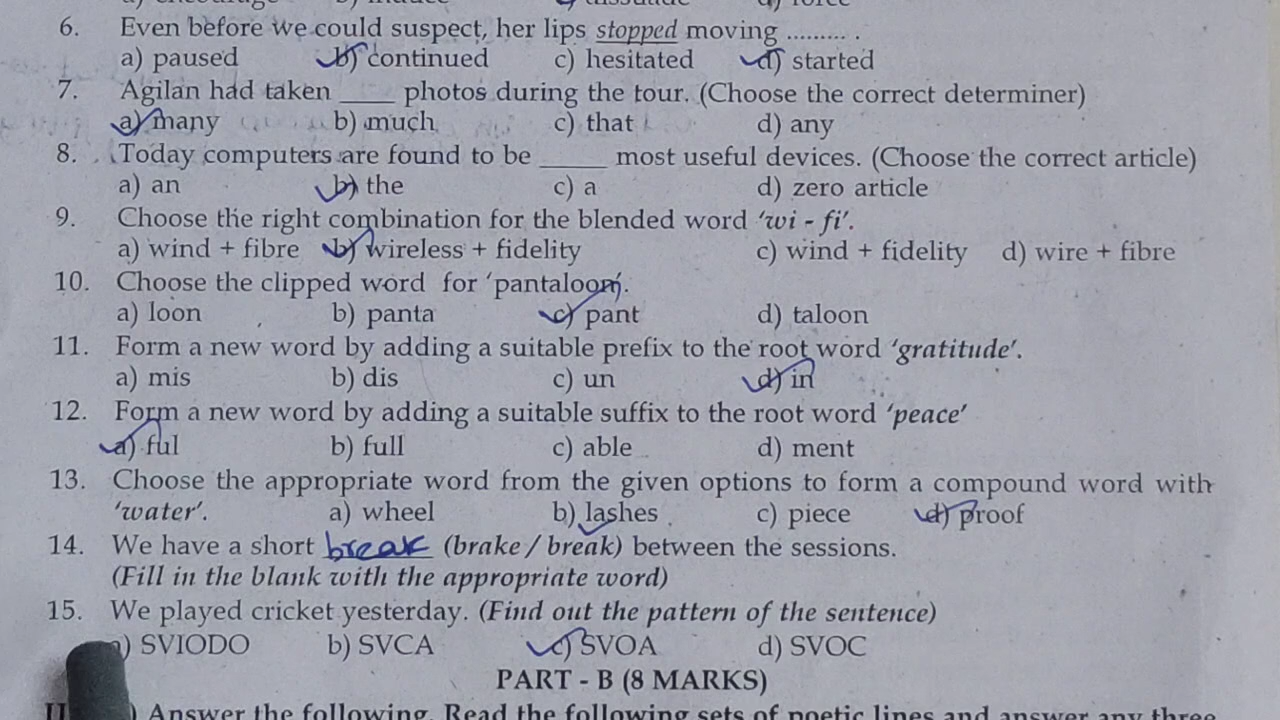 6. Even before we could suspect, her lips stopped moving ......... .
a) paused b) continued c) hesitated d) started
7. Agilan had taken ____ photos during the tour. (Choose the correct determiner)
a) many b) much c) that d) any
8. Today computers are found to be _____ most useful devices. (Choose the correct article)
a) an b) the c) a d) zero article
9. Choose the right combination for the blended word 'wi - fi'.
a) wind + fibre b) wireless + fidelity c) wind + fidelity d) wire + fibre
10. Choose the clipped word for 'pantaloon'.
a) loon b) panta c) pant d) taloon
11. Form a new word by adding a suitable prefix to the root word 'gratitude'.
a) mis b) dis c) un d) in
12. Form a new word by adding a suitable suffix to the root word 'peace'
a) ful b) full c) able d) ment
13. Choose the appropriate word from the given options to form a compound word with
'water'. a) wheel b) lashes c) piece d) proof
14. We have a short break (brake / break) between the sessions.
(Fill in the blank with the appropriate word)
15. We played cricket yesterday. (Find out the pattern of the sentence)
a) SVIODO b) SVCA c) SVOA d) SVOC
PART - B (8 MARKS)
Answer the following. Read the following sets of poetic lines and answer any three